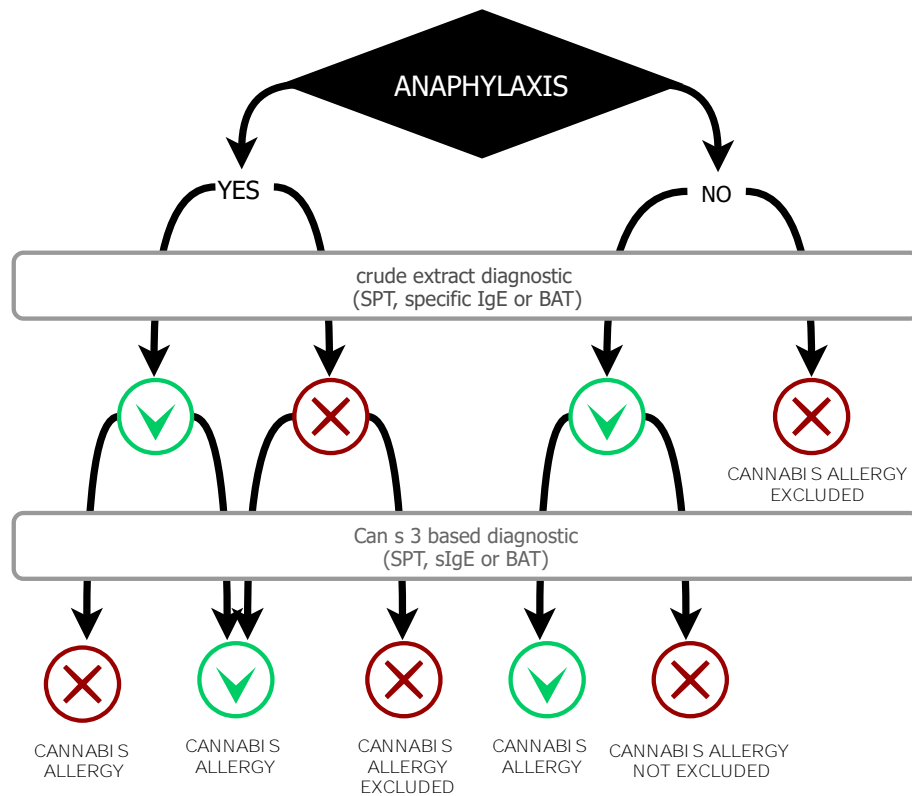 ANAPHYLAXIS
YES
NO
crude extract diagnostic
(SPT, specific IgE or BAT)
CANNABIS ALLERGY
EXCLUDED
Can s 3 based diagnostic
(SPT, sIgE or BAT)
CANNABIS
ALLERGY
CANNABIS
ALLERGY
CANNABIS
ALLERGY
EXCLUDED
CANNABIS
ALLERGY
CANNABIS ALLERGY
NOT EXCLUDED